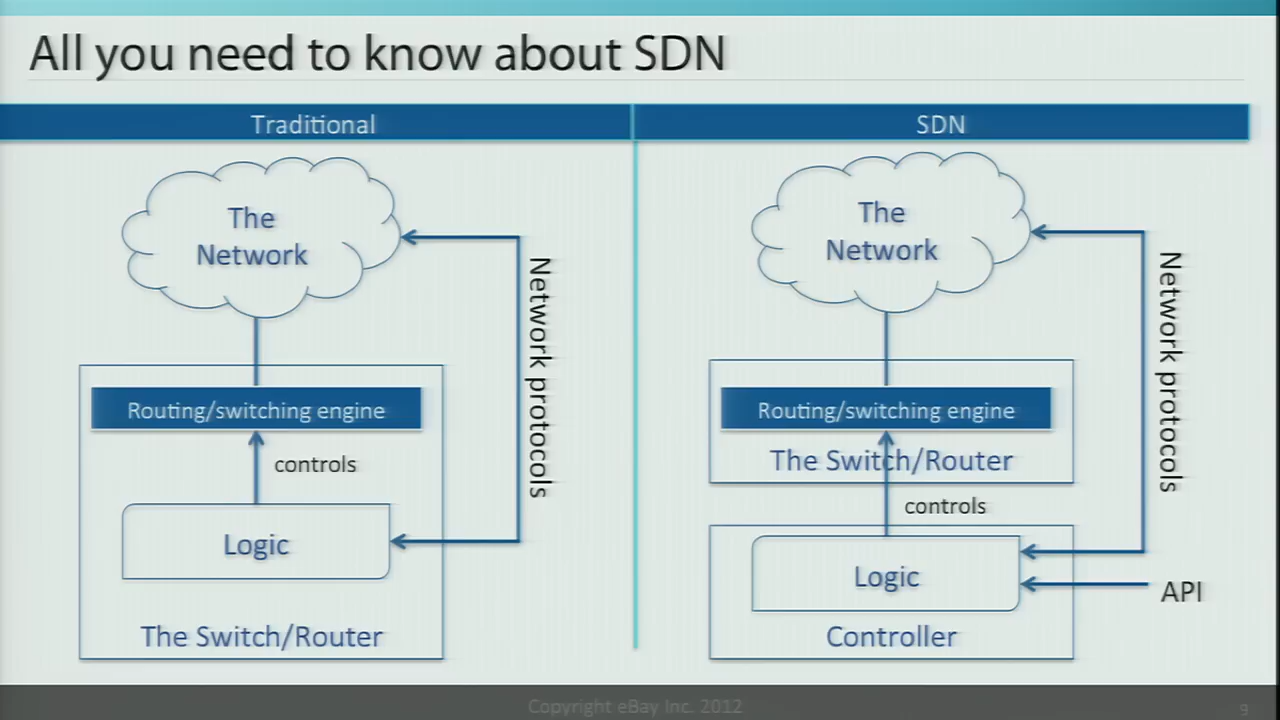 All you need to know about SDN
Traditional
The
Network
Network protocols
Routing/switching engine
controls
Logic
The Switch/Router
SDN
The
Network
Network protocols
Routing/switching engine
The Switch/Router
controls
Logic
API
Controller
Copyright eBay Inc. 2012
9